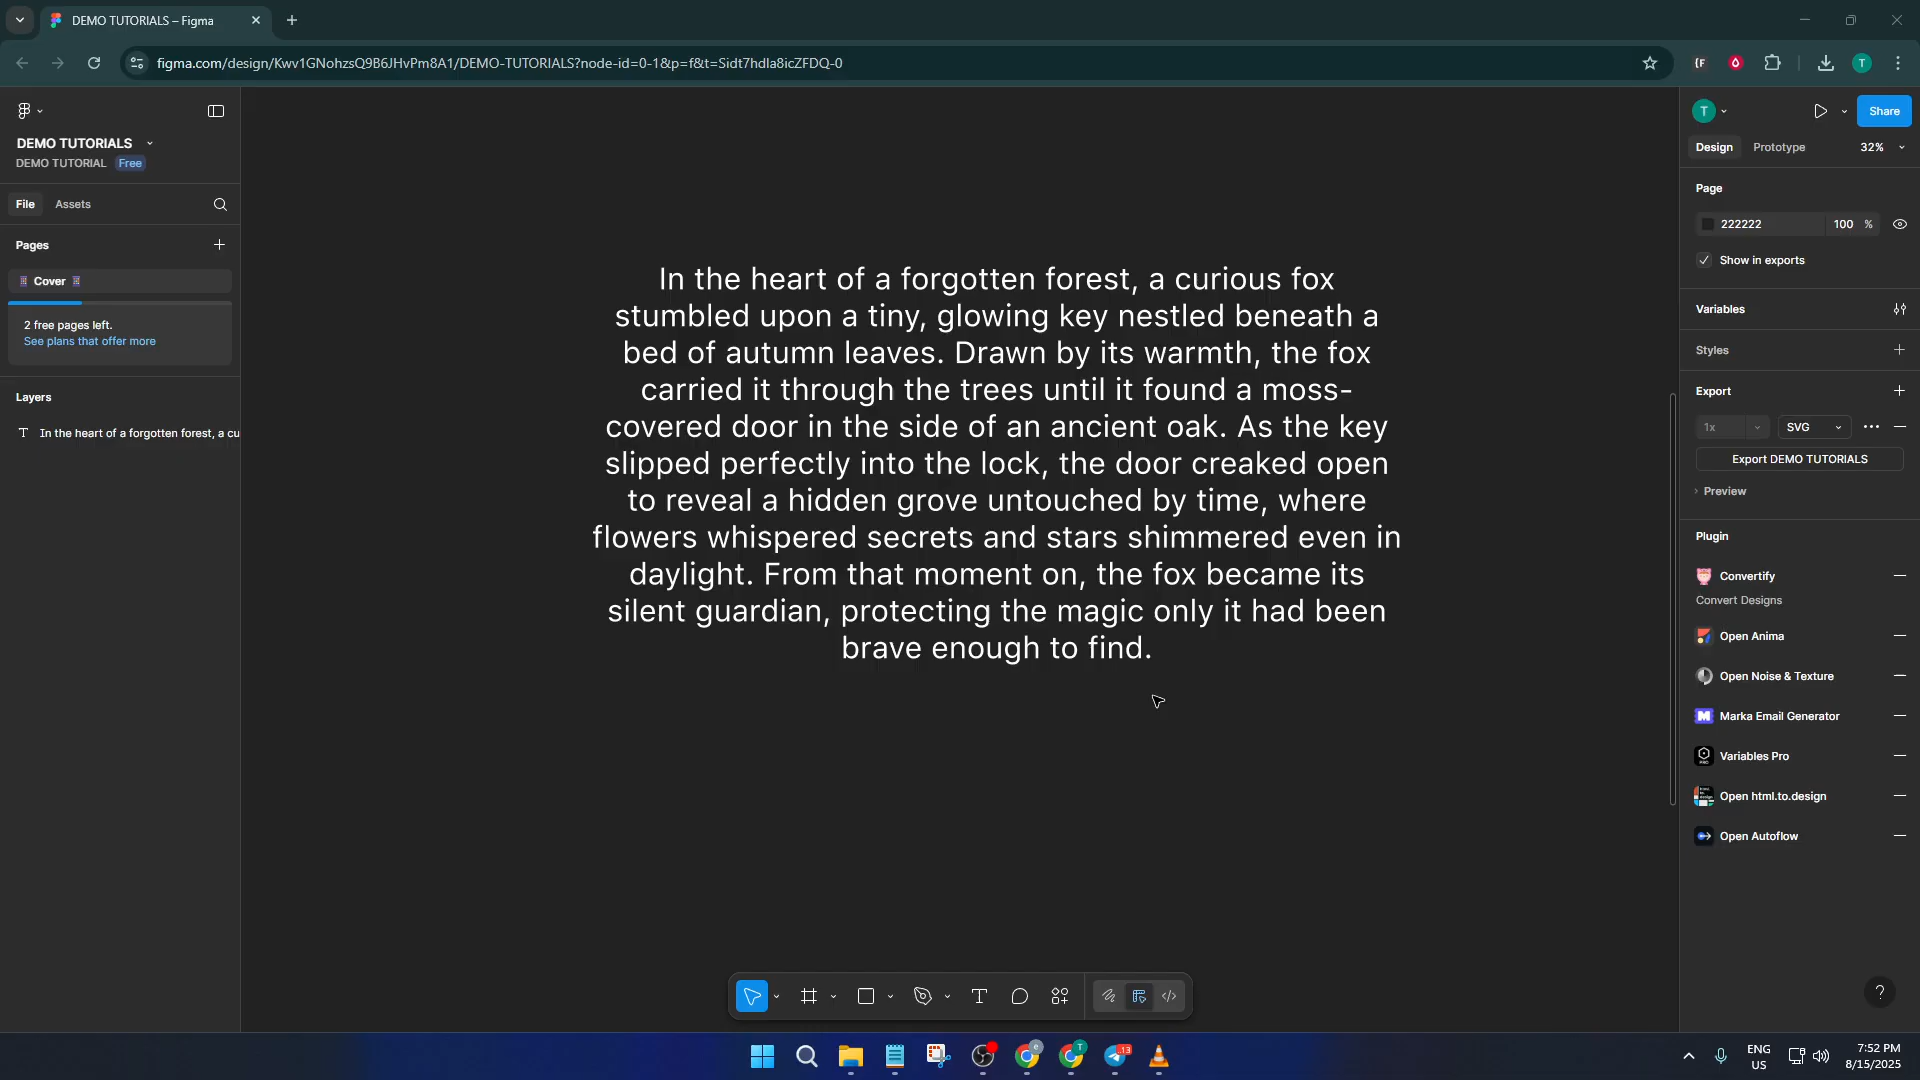 DEMO TUTORIALS – Figma
figma.com/design/Kwv1GNohzsQ9B6JHvPm8A1/DEMO-TUTORIALS?node-id=0-1&p=f&t=Sidt7hdla8icZFDQ-0
T
DEMO TUTORIALS
DEMO TUTORIAL Free
File Assets
Pages
Cover
2 free pages left.
See plans that offer more
Layers
In the heart of a forgotten forest, a cu
In the heart of a forgotten forest, a curious fox
stumbled upon a tiny, glowing key nestled beneath a
bed of autumn leaves. Drawn by its warmth, the fox
carried it through the trees until it found a moss-
covered door in the side of an ancient oak. As the key
slipped perfectly into the lock, the door creaked open
to reveal a hidden grove untouched by time, where
flowers whispered secrets and stars shimmered even in
daylight. From that moment on, the fox became its
silent guardian, protecting the magic only it had been
brave enough to find.
T Share
Design Prototype 32%
Page
222222 100 %
Show in exports
Variables
Styles
Export
1x SVG
Export DEMO TUTORIALS
Preview
Plugin
Convertify
Convert Designs
Open Anima
Open Noise & Texture
Marka Email Generator
Variables Pro
Open html.to.design
Open Autoflow
?
13
ENG
US
7:52 PM
8/15/2025